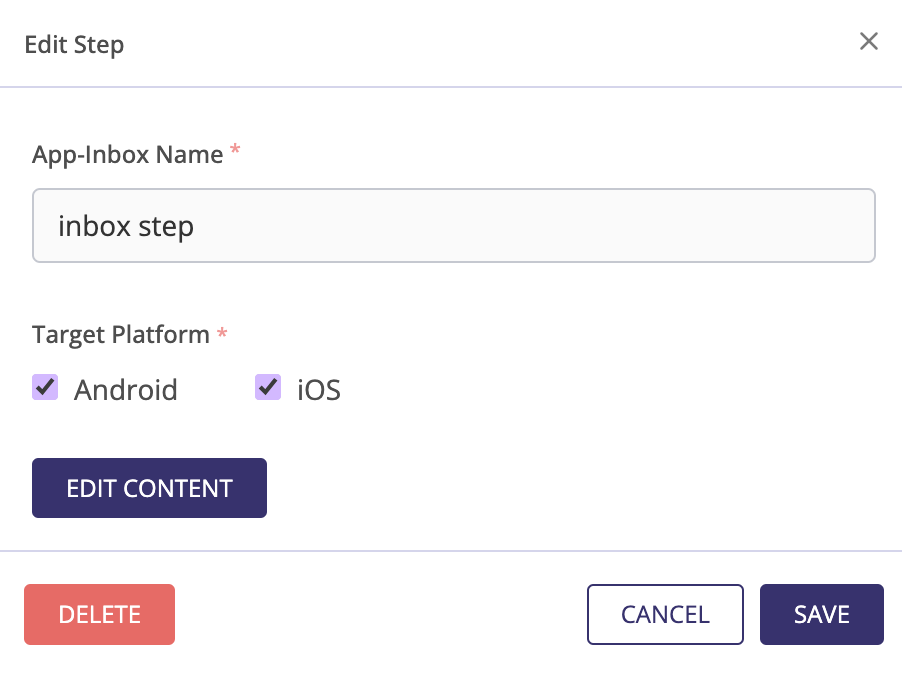 Edit Step
App-Inbox Name *
inbox step
Target Platform *
Android iOS
EDIT CONTENT
DELETE CANCEL SAVE